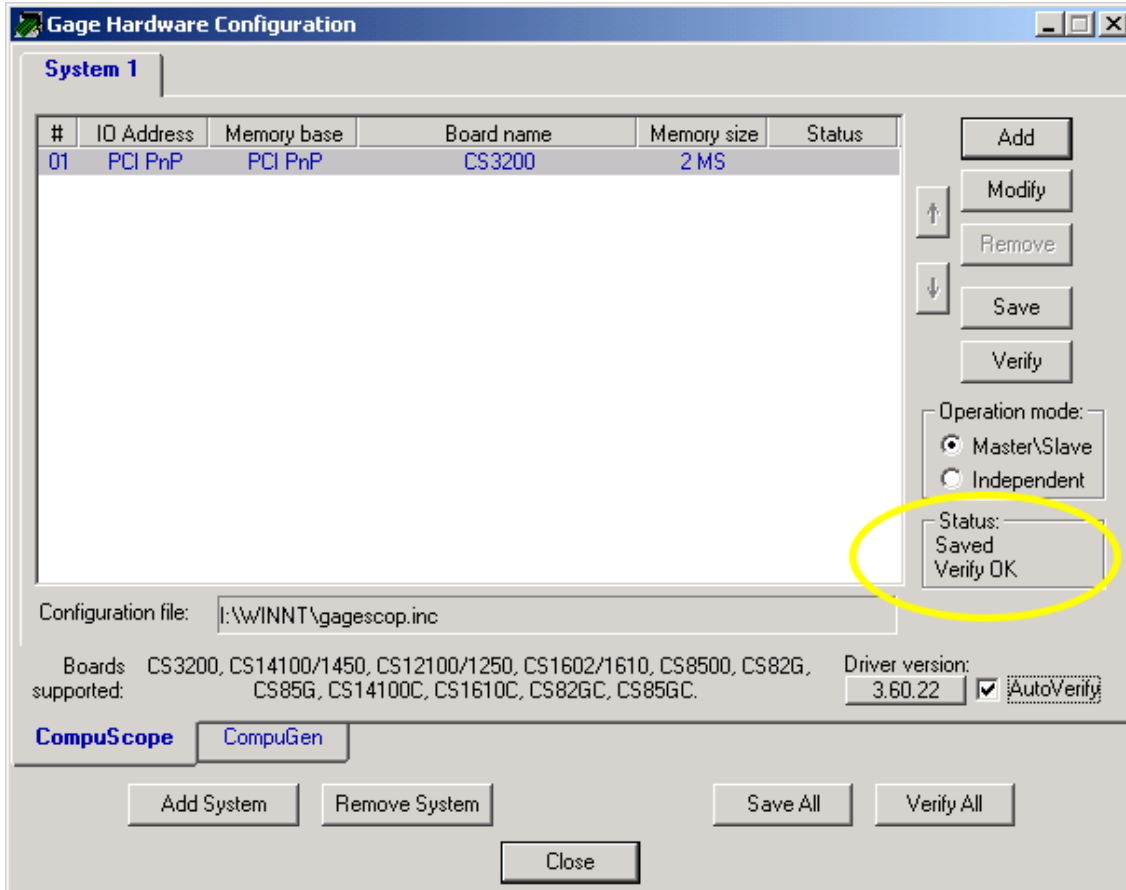 Gage Hardware Configuration
System 1
# IO Address Memory base Board name Memory size Status
01 PCI PnP PCI PnP CS3200 2 MS
Add
Modify
Remove
Save
Verify
Operation mode:
Master\Slave
Independent
Status:
Saved
Verify OK
Configuration file: I:\WINNT\gagescop.inc
Boards supported: CS3200, CS14100/1450, CS12100/1250, CS1602/1610, CS8500, CS82G,
CS85G, CS14100C, CS1610C, CS82GC, CS85GC.
Driver version:
3.60.22 AutoVerify
CompuScope CompuGen
Add System Remove System Save All Verify All
Close